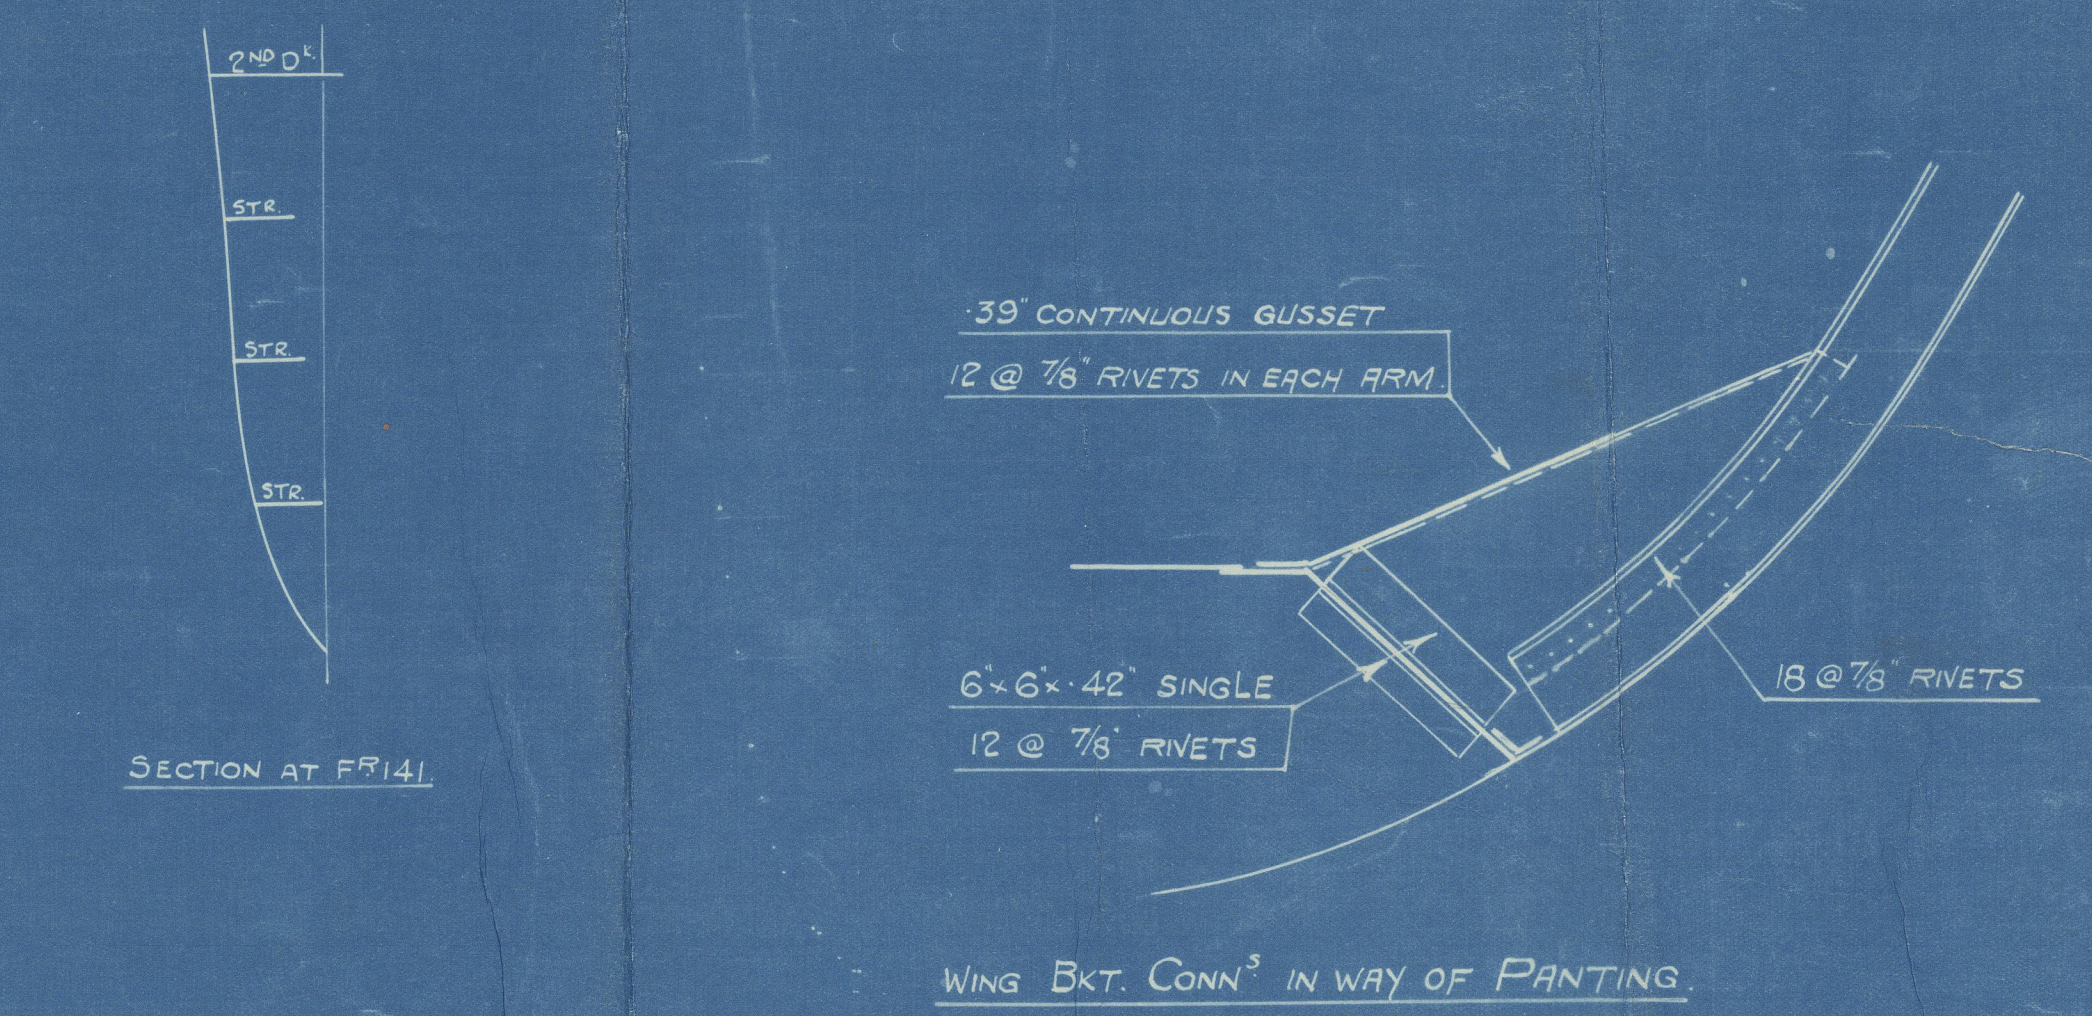 2ND DK.
STR.
STR.
STR.
SECTION AT FR 141.
·39" CONTINUOUS GUSSET
12 @ 7/8" RIVETS IN EACH ARM.
6"x6"x·42" SINGLE
12 @ 7/8" RIVETS
18 @ 7/8" RIVETS
WING BKT. CONNS. IN WAY OF PANTING.